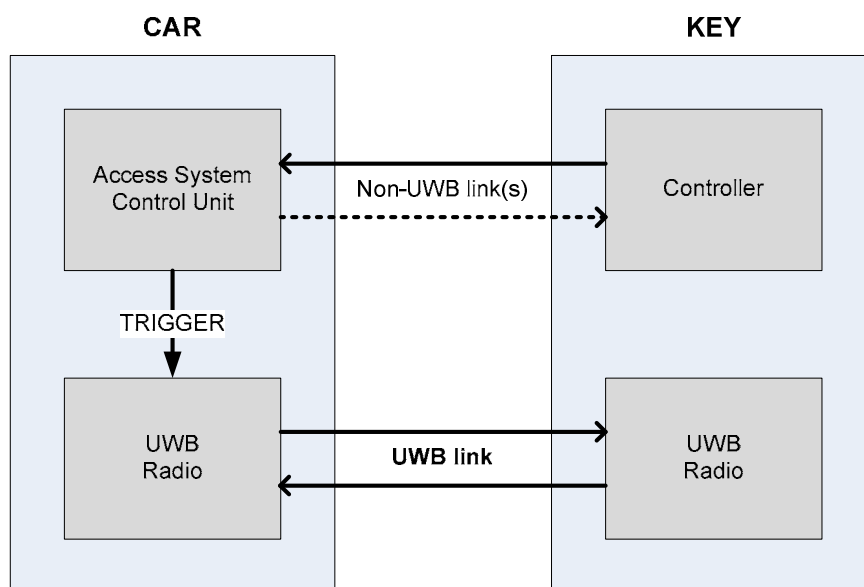 CAR
KEY
Access System
Control Unit
Non-UWB link(s)
Controller
TRIGGER
UWB
Radio
UWB link
UWB
Radio